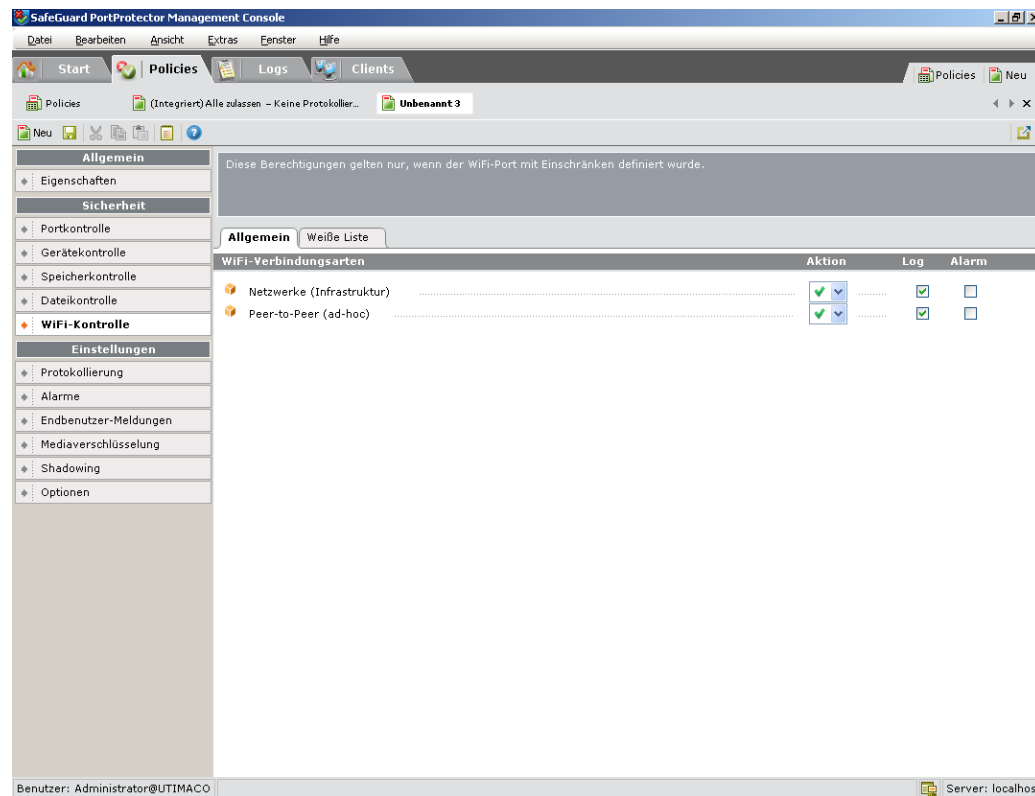 SafeGuard PortProtector Management Console
Datei Bearbeiten Ansicht Extras Fenster Hilfe
Start Policies Logs Clients
Policies Neu
Policies (Integriert) Alle zulassen – Keine Protokollier... Unbenannt 3
Neu
Allgemein
Eigenschaften
Sicherheit
Portkontrolle
Gerätekontrolle
Speicherkontrolle
Dateikontrolle
WiFi-Kontrolle
Einstellungen
Protokollierung
Alarme
Endbenutzer-Meldungen
Mediaverschlüsselung
Shadowing
Optionen
Diese Berechtigungen gelten nur, wenn der WiFi-Port mit Einschränken definiert wurde.
Allgemein Weiße Liste
WiFi-Verbindungsarten Aktion Log Alarm
Netzwerke (Infrastruktur)
Peer-to-Peer (ad-hoc)
Benutzer: Administrator@UTIMACO Server: localhos